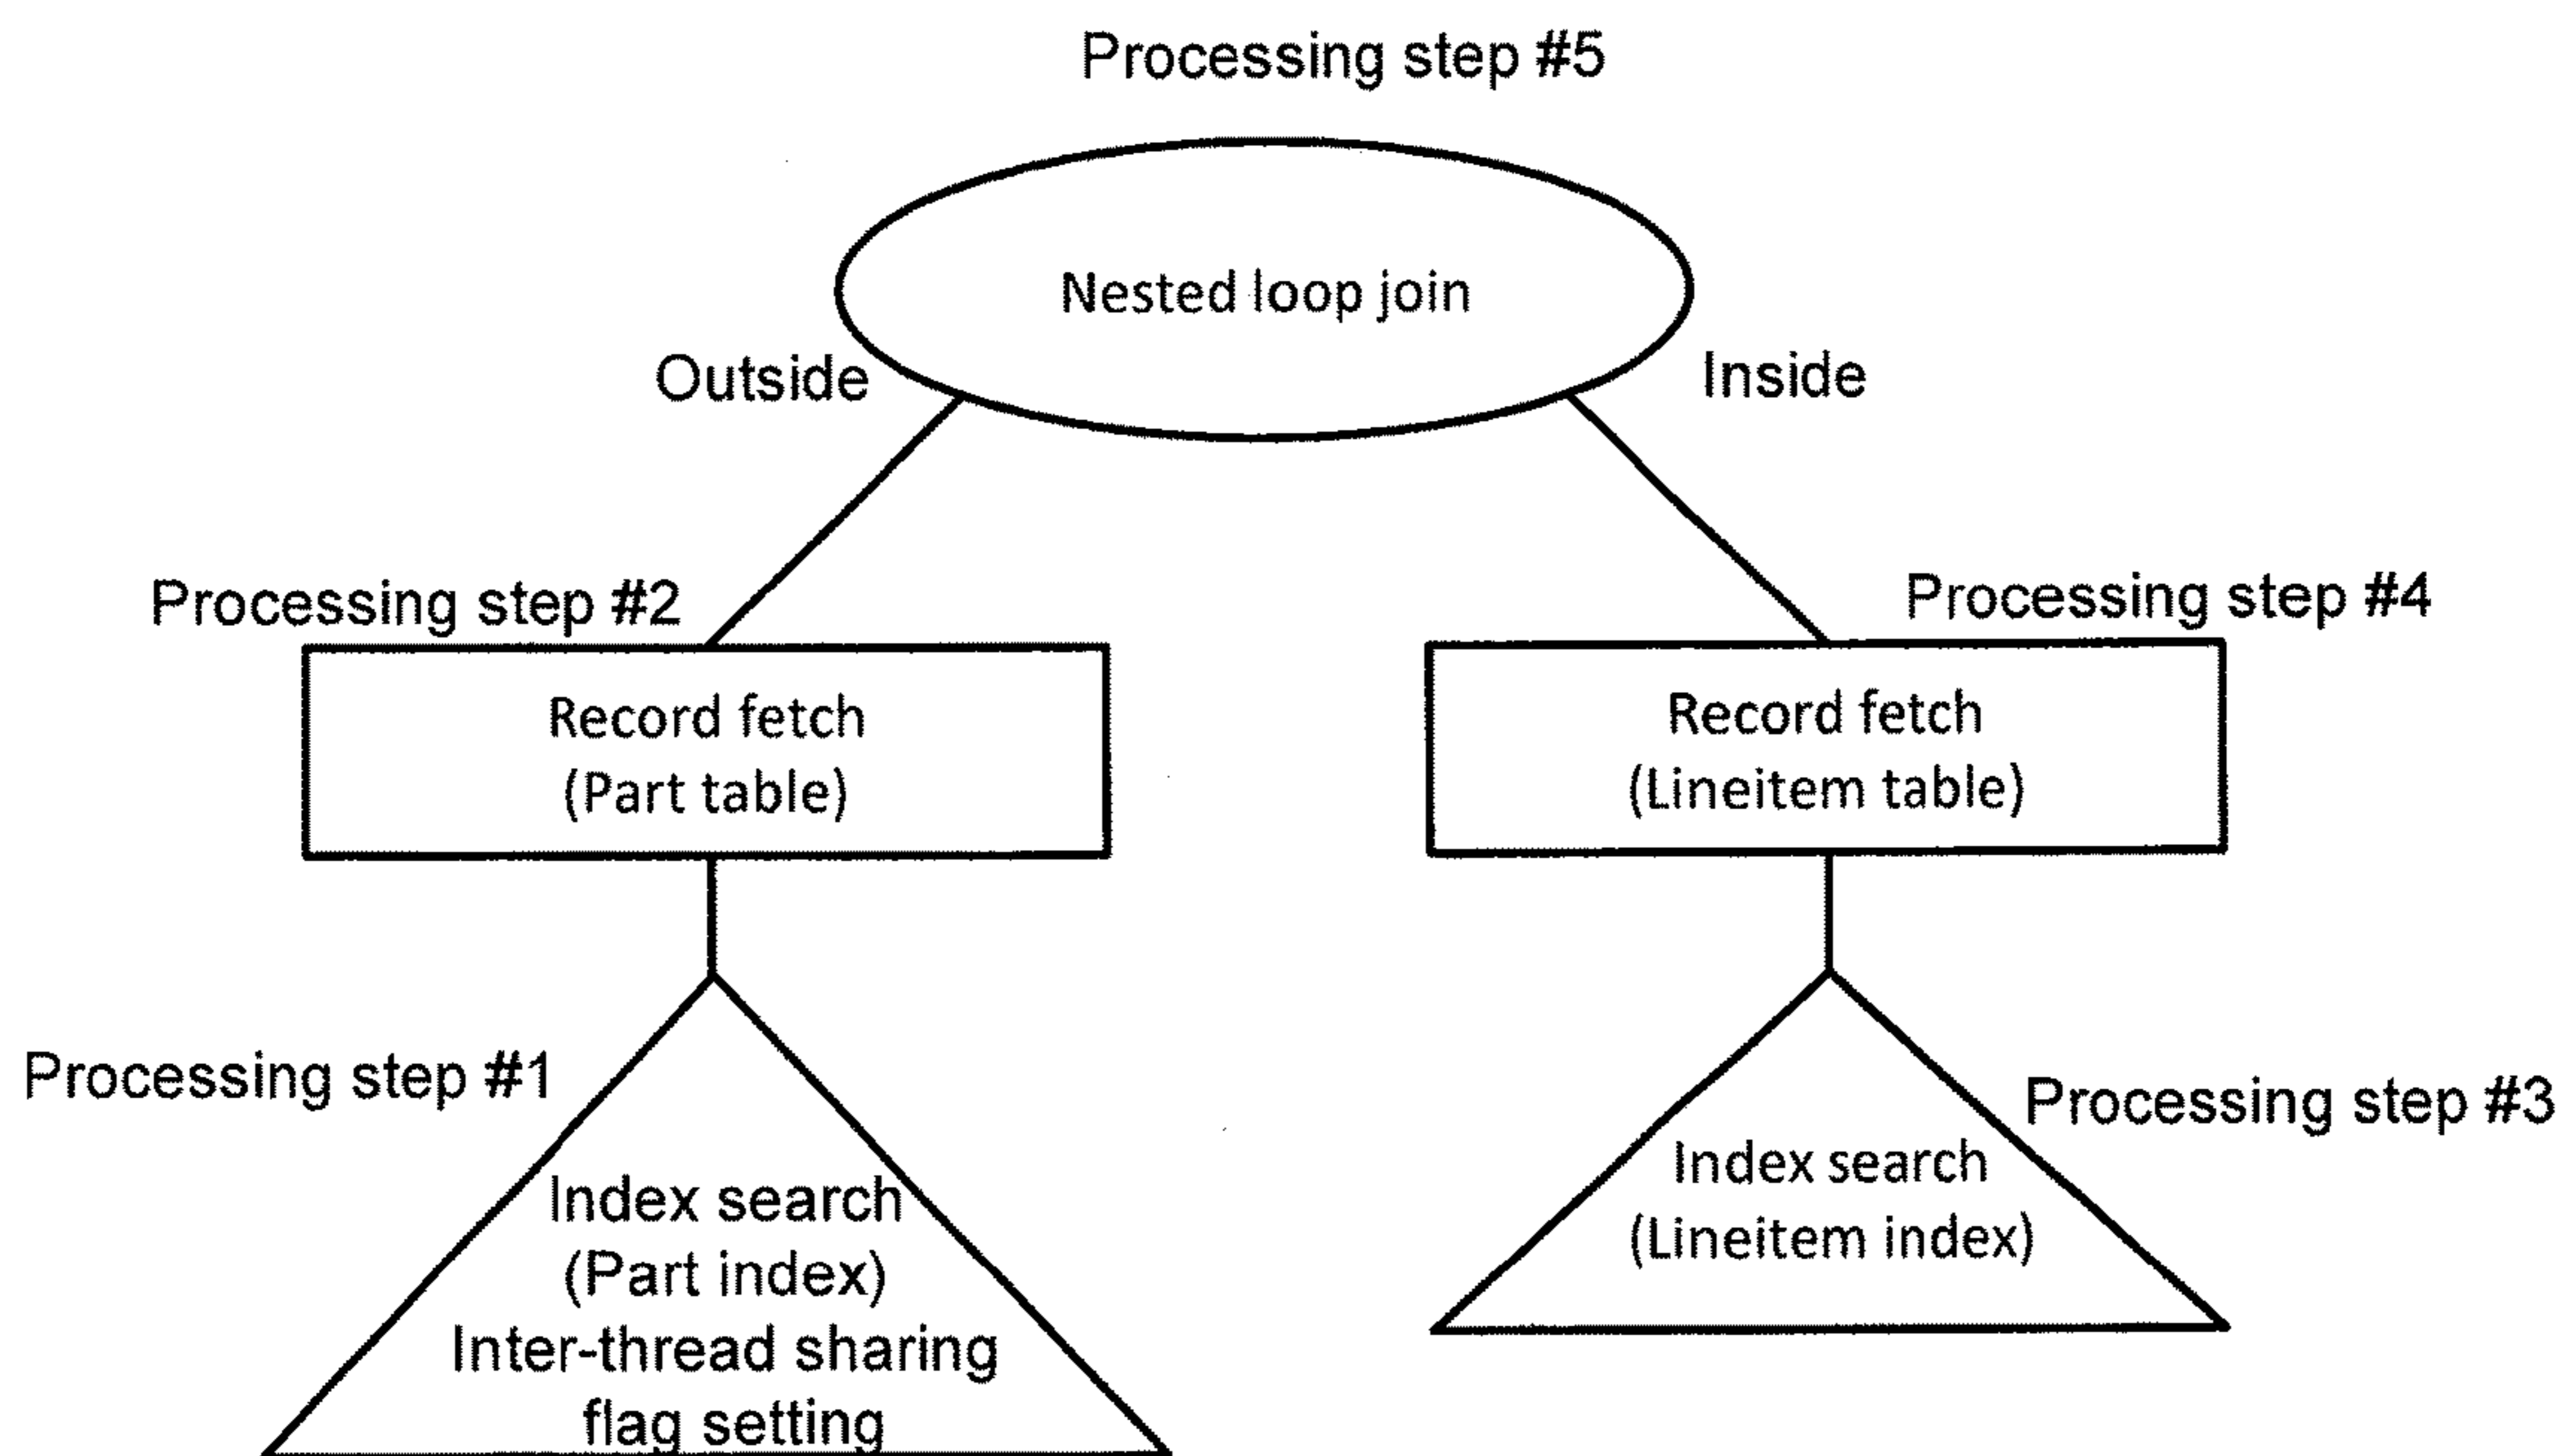 Processing step #5
Nested loop join
Outside
Inside
Processing step #2
Processing step #4
Record fetch
(Part table)
Record fetch
(Lineitem table)
Processing step #1
Processing step #3
Index search
(Part index)
Inter-thread sharing
flag setting
Index search
(Lineitem index)